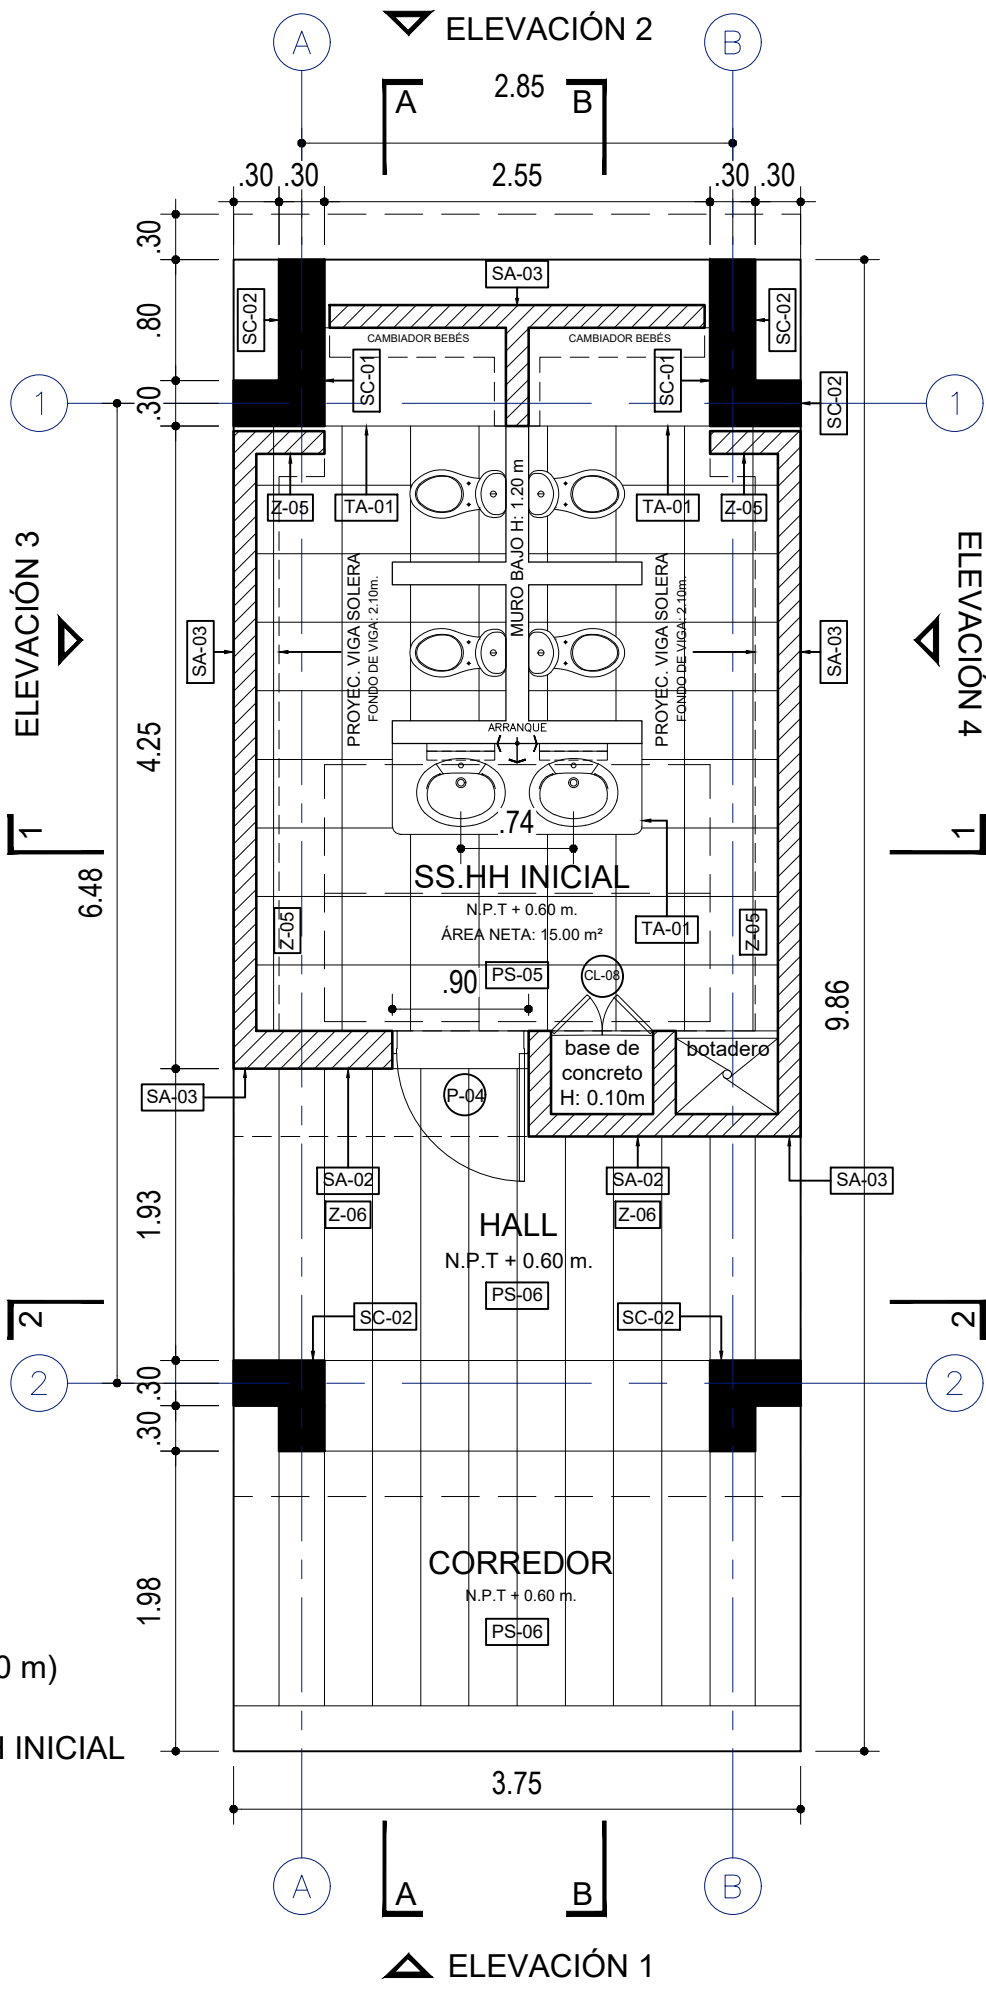 ELEVACIÓN 2
A
B
A
2.85
B
.30
.30
2.55
.30
.30
.30
SA-03
SC-02
SC-02
.80
CAMBIADOR BEBÉS
CAMBIADOR BEBÉS
SC-01
SC-01
.30
1
SC-02
1
Z-05
TA-01
MURO BAJO H: 1.20 m
TA-01
Z-05
ELEVACIÓN 3
ELEVACIÓN 4
PROYEC. VIGA SOLERA
FONDO DE VIGA: 2.10m.
PROYEC. VIGA SOLERA
FONDO DE VIGA: 2.10m.
SA-03
SA-03
4.25
ARRANQUE
1
.74
1
6.48
SS.HH INICIAL
N.P.T + 0.60 m.
ÁREA NETA: 15.00 m²
Z-05
TA-01
Z-05
.90
PS-05
CL-08
9.86
base de
concreto
H: 0.10m
botadero
SA-03
P-04
SA-02
Z-06
SA-02
Z-06
SA-03
1.93
HALL
N.P.T + 0.60 m.
PS-06
2
SC-02
SC-02
2
2
.30
2
.30
CORREDOR
N.P.T + 0.60 m.
PS-06
1.98
0 m)
INICIAL
3.75
A
A
B
B
ELEVACIÓN 1